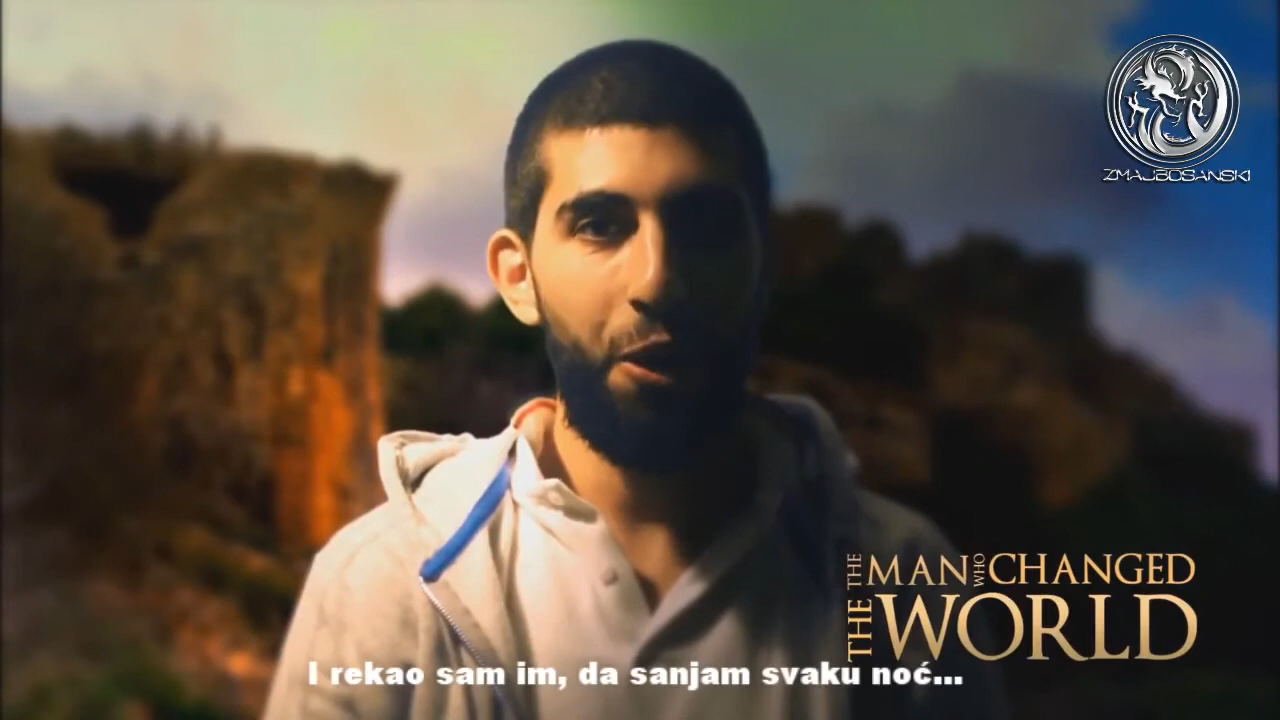 ZMAJBOSANSKI
THE MAN WHO CHANGED
THE WORLD
I rekao sam im, da sanjam svaku noć...